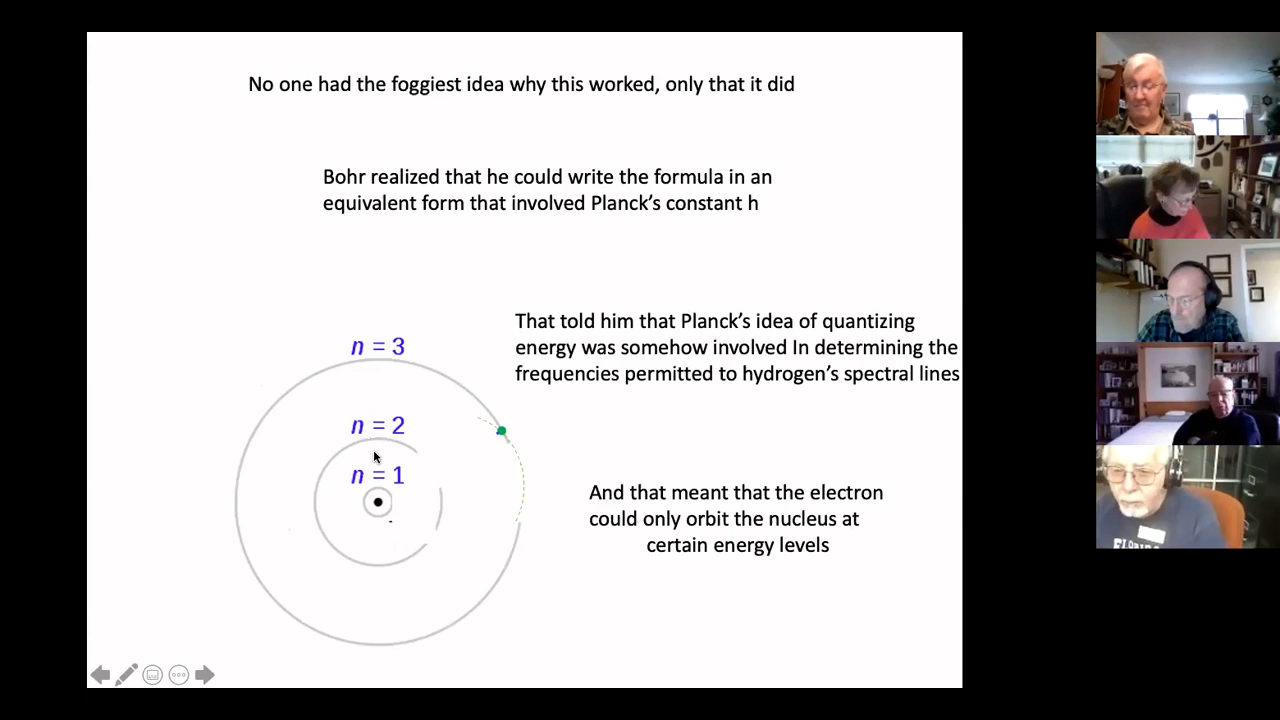 No one had the foggiest idea why this worked, only that it did
Bohr realized that he could write the formula in an
equivalent form that involved Planck's constant h
That told him that Planck's idea of quantizing
energy was somehow involved In determining the
frequencies permitted to hydrogen's spectral lines
n = 3
n = 2
n = 1
And that meant that the electron
could only orbit the nucleus at
certain energy levels